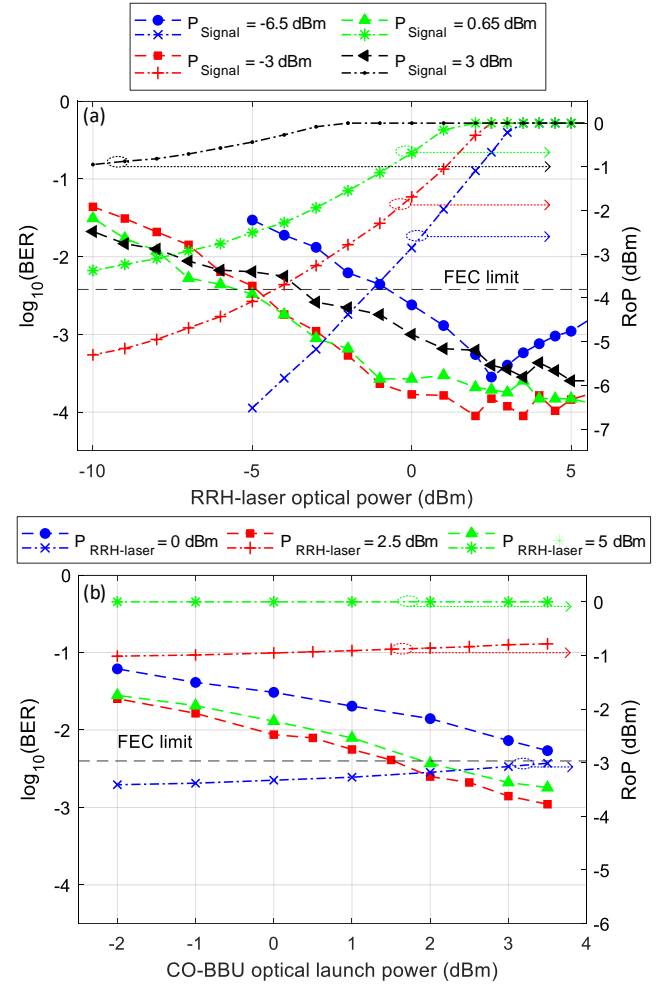 P Signal = -6.5 dBm P Signal = 0.65 dBm
P Signal = -3 dBm P Signal = 3 dBm
(a)
0
-1
-2
-3
-4
log10(BER)
FEC limit
0
-1
-2
-3
-4
-5
-6
-7
RoP (dBm)
-10 -5 0 5
RRH-laser optical power (dBm)
P RRH-laser = 0 dBm P RRH-laser = 2.5 dBm P RRH-laser = 5 dBm
(b)
0
-1
-2
-3
-4
log10(BER)
FEC limit
0
-1
-2
-3
-4
-5
-6
RoP (dBm)
-2 -1 0 1 2 3 4
CO-BBU optical launch power (dBm)